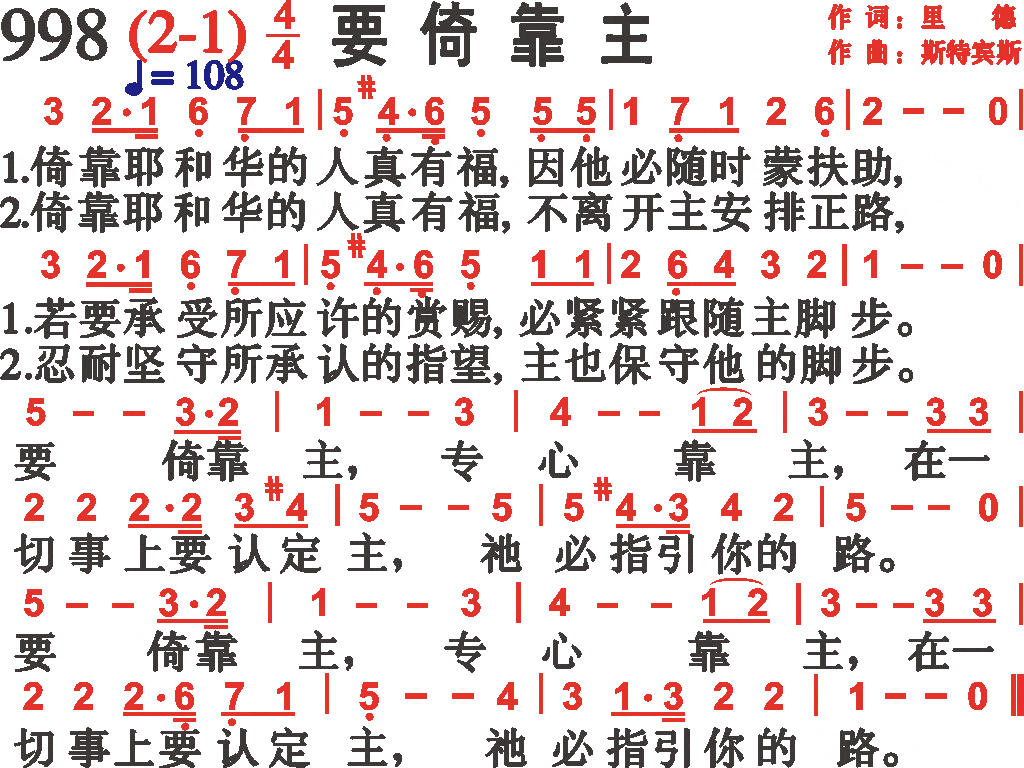 998 (2-1) 4/4 要倚靠主 作词：里 德
♩= 108 作曲：斯特宾斯
3 2·1 6 7 1 | 5 #4·6 5 5 5 | 1 7 1 2 6 | 2 – – 0 |
1.倚靠耶和华的人真有福, 因他必随时蒙扶助,
2.倚靠耶和华的人真有福, 不离开主安排正路,
3 2·1 6 7 1 | 5 #4·6 5 1 1 | 2 6 4 3 2 | 1 – – 0 |
1.若要承受所应许的赏赐, 必紧紧跟随主脚步。
2.忍耐坚守所承认的指望, 主也保守他的脚步。
5 – – 3·2 | 1 – – 3 | 4 – – 1 2 | 3 – – 3 3 |
要 倚靠 主, 专 心 靠 主, 在一
2 2 2·2 3 #4 | 5 – – 5 | 5 #4·3 4 2 | 5 – – 0 |
切事上要认定 主, 祂 必指引你的 路。
5 – – 3·2 | 1 – – 3 | 4 – – 1 2 | 3 – – 3 3 |
要 倚靠 主, 专 心 靠 主, 在一
2 2 2·6 7 1 | 5 – – 4 | 3 1·3 2 2 | 1 – – 0 ‖
切事上要认定 主, 祂 必指引你的 路。